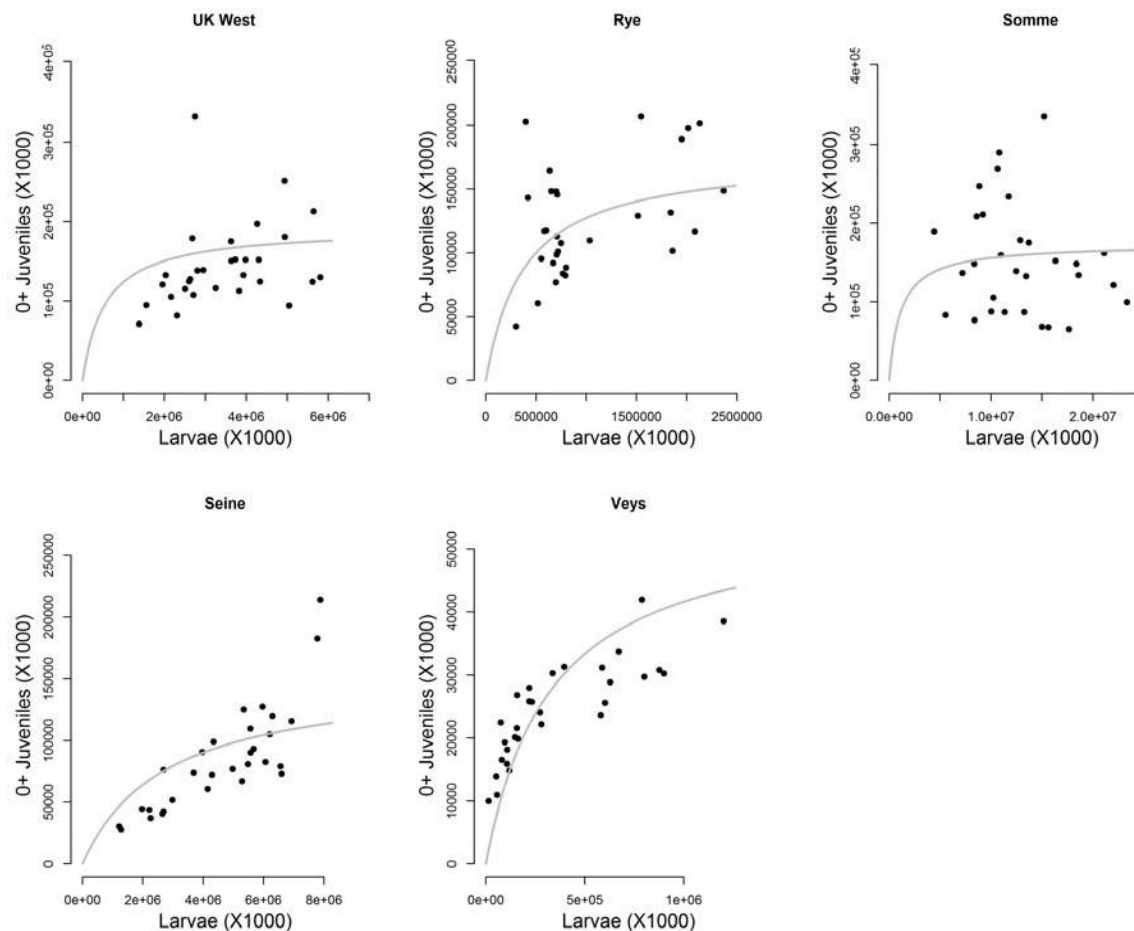 UK West
0+ Juveniles (X1000)
0e+00 1e+05 2e+05 3e+05 4e+05
0e+00 2e+06 4e+06 6e+06
Larvae (X1000)
Rye
0+ Juveniles (X1000)
0 50000 100000 150000 200000 250000
0 500000 1500000 2500000
Larvae (X1000)
Somme
0+ Juveniles (X1000)
0e+00 1e+05 2e+05 3e+05 4e+05
0.0e+00 1.0e+07 2.0e+07
Larvae (X1000)
Seine
0+ Juveniles (X1000)
0 50000 100000 150000 200000 250000
0e+00 2e+06 4e+06 6e+06 8e+06
Larvae (X1000)
Veys
0+ Juveniles (X1000)
0 10000 20000 30000 40000 50000
0e+00 5e+05 1e+06
Larvae (X1000)